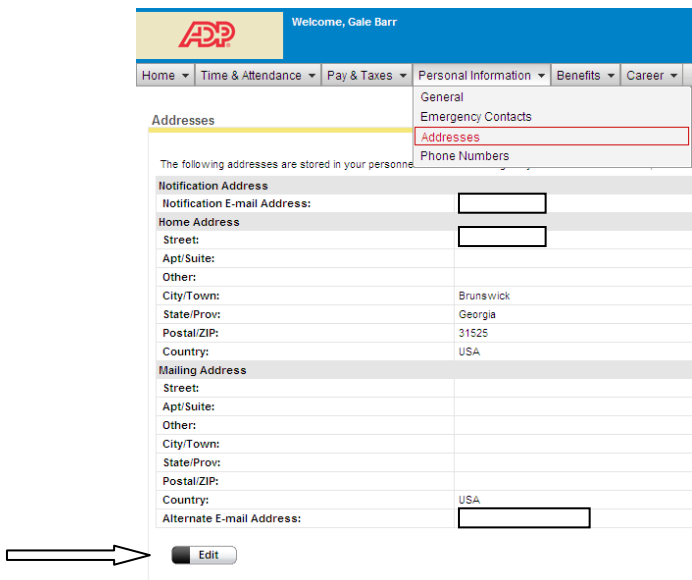 ADP
Welcome, Gale Barr
Home Time & Attendance Pay & Taxes Personal Information Benefits Career
General
Emergency Contacts
Addresses
Phone Numbers
Addresses
The following addresses are stored in your personne
Notification Address
Notification E-mail Address:
Home Address
Street:
Apt/Suite:
Other:
City/Town: Brunswick
State/Prov: Georgia
Postal/ZIP: 31525
Country: USA
Mailing Address
Street:
Apt/Suite:
Other:
City/Town:
State/Prov:
Postal/ZIP:
Country: USA
Alternate E-mail Address:
Edit